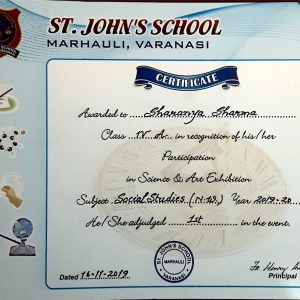 ST. JOHN'S SCHOOL
MARHAULI, VARANASI
CERTIFICATE
Awarded to Sharanya Sharma
Class IV A in recognition of his/her
Participation
in Science & Art Exhibition
Subject Social Studies Year 2019-20
He/She adjudged 1st in the event.
ST. JOHN'S SCHOOL
MARHAULI
VARANASI
Dated 16-11-2019
Fr. Henry
Principal